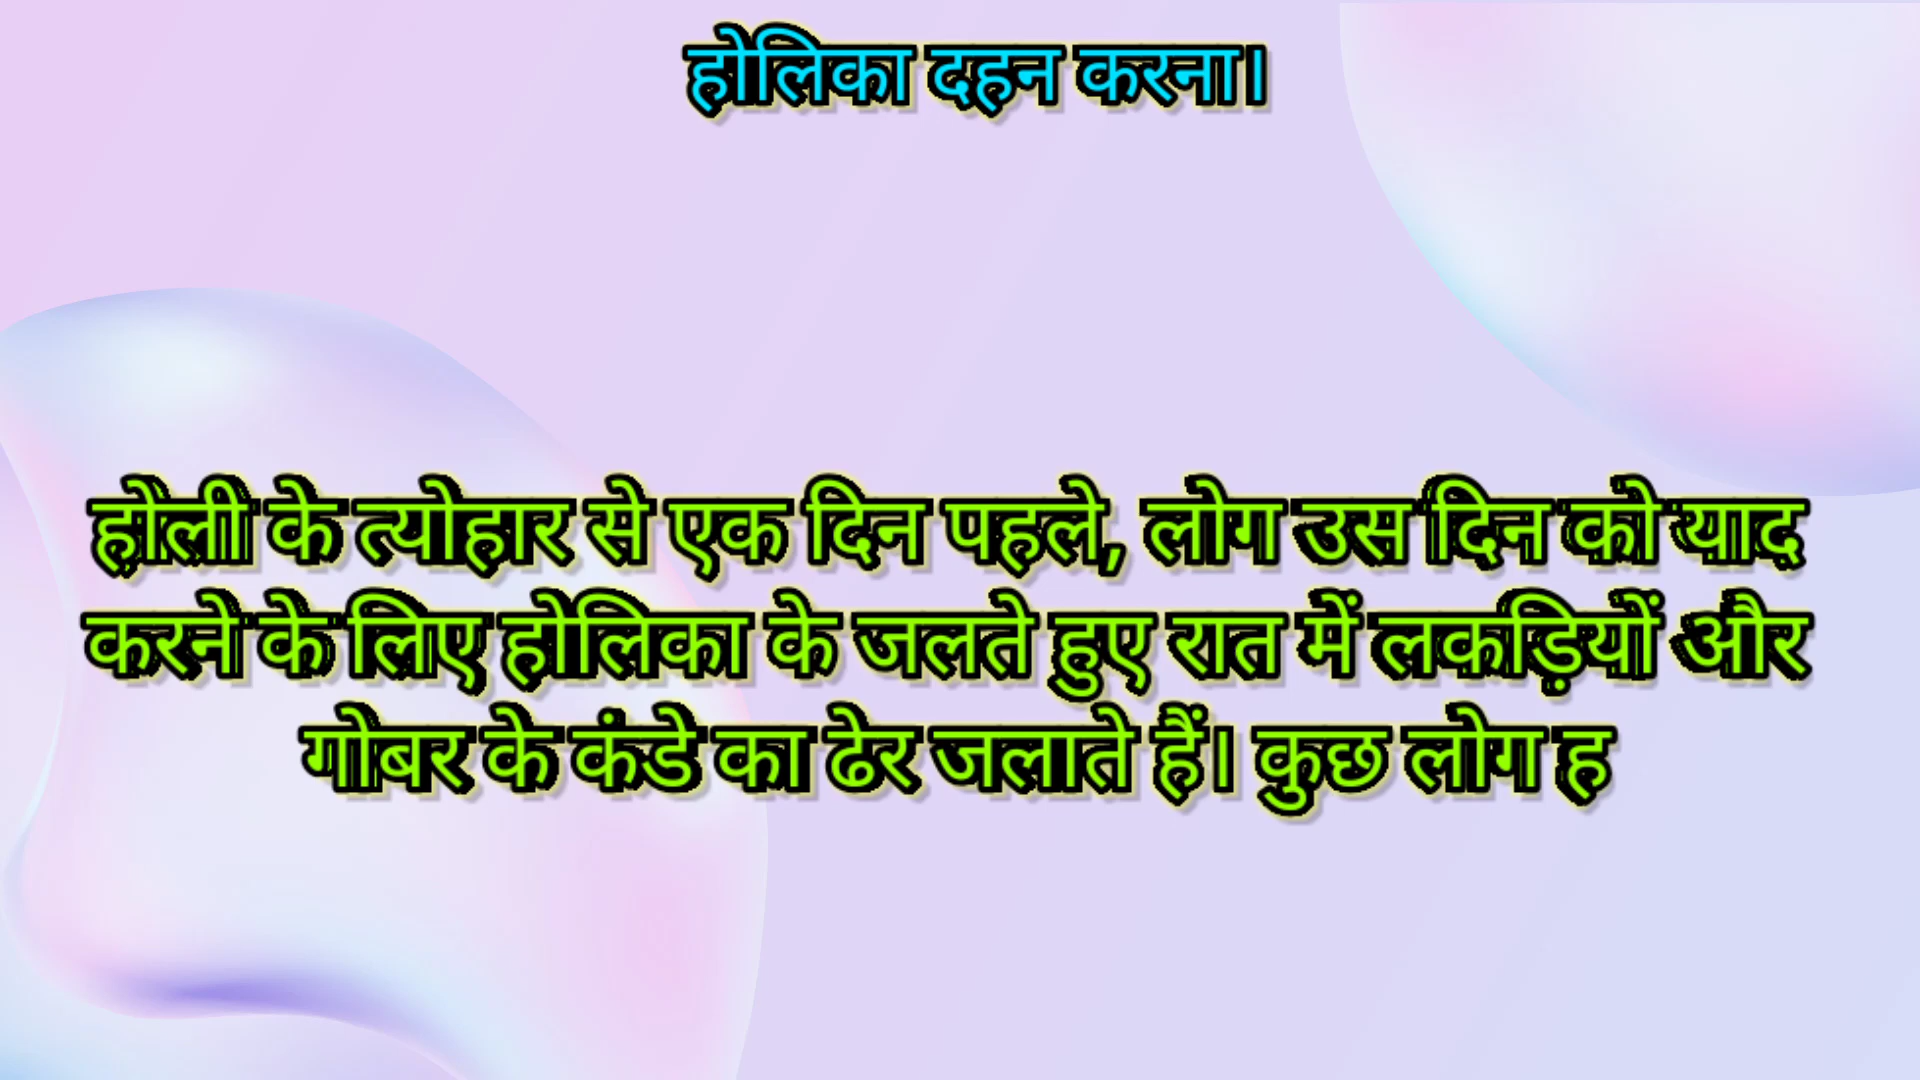 होलिका दहन करना।
होली के त्योहार से एक दिन पहले, लोग उस दिन को याद
करने के लिए होलिका के जलते हुए रात में लकड़ियों और
गोबर के कंडे का ढेर जलाते हैं। कुछ लोग ह